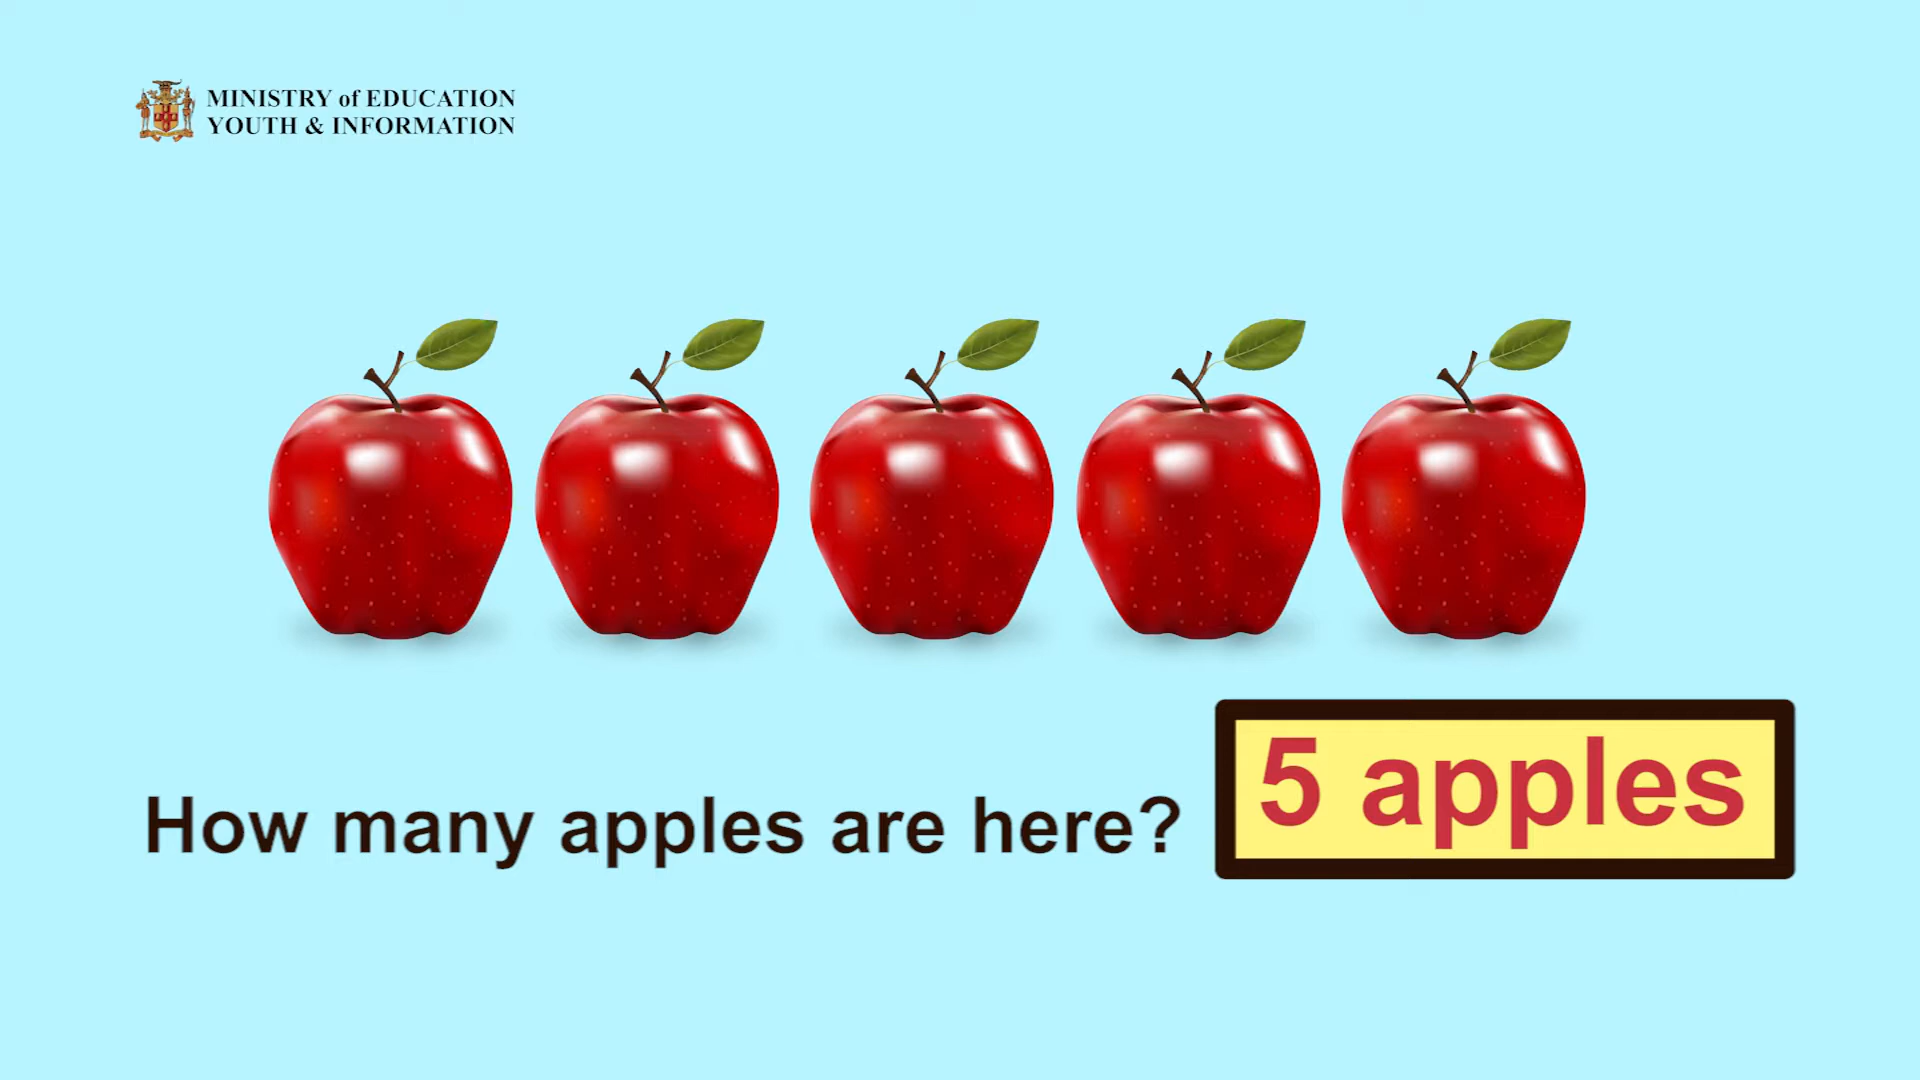 MINISTRY of EDUCATION
YOUTH & INFORMATION
How many apples are here?
5 apples